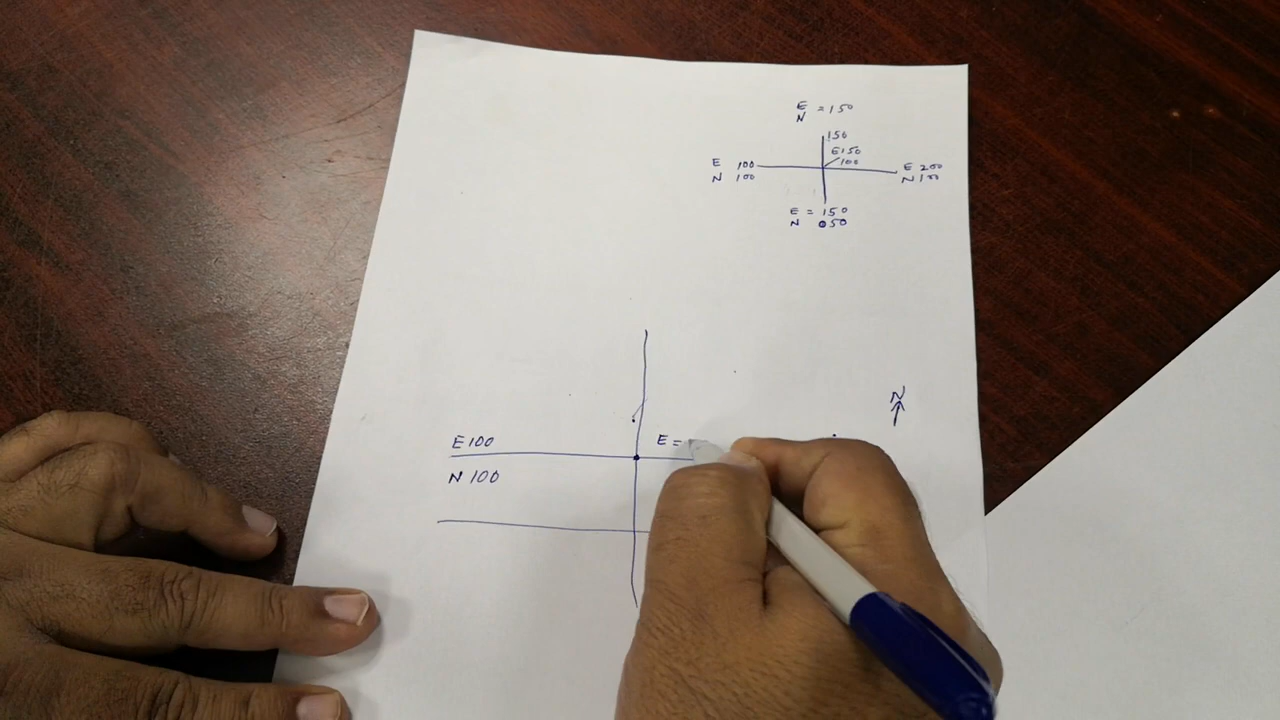 E
N = 150
150
E150
100
E 100
N 100
E 200
N 100
E = 150
N 050
N
E100
E =
N 100